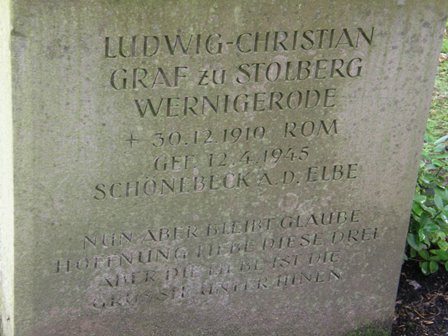 LUDWIG-CHRISTIAN
GRAF zu STOLBERG
WERNIGERODE
+ 30.12.1910 ROM
GEF. 12.4.1945
SCHÖNEBECK A. D. ELBE
NUN ABER BLEIBT GLAUBE
HOFFNUNG LIEBE DIESE DREI
ABER DIE LIEBE IST DIE
GRÖSSTE UNTER IHNEN